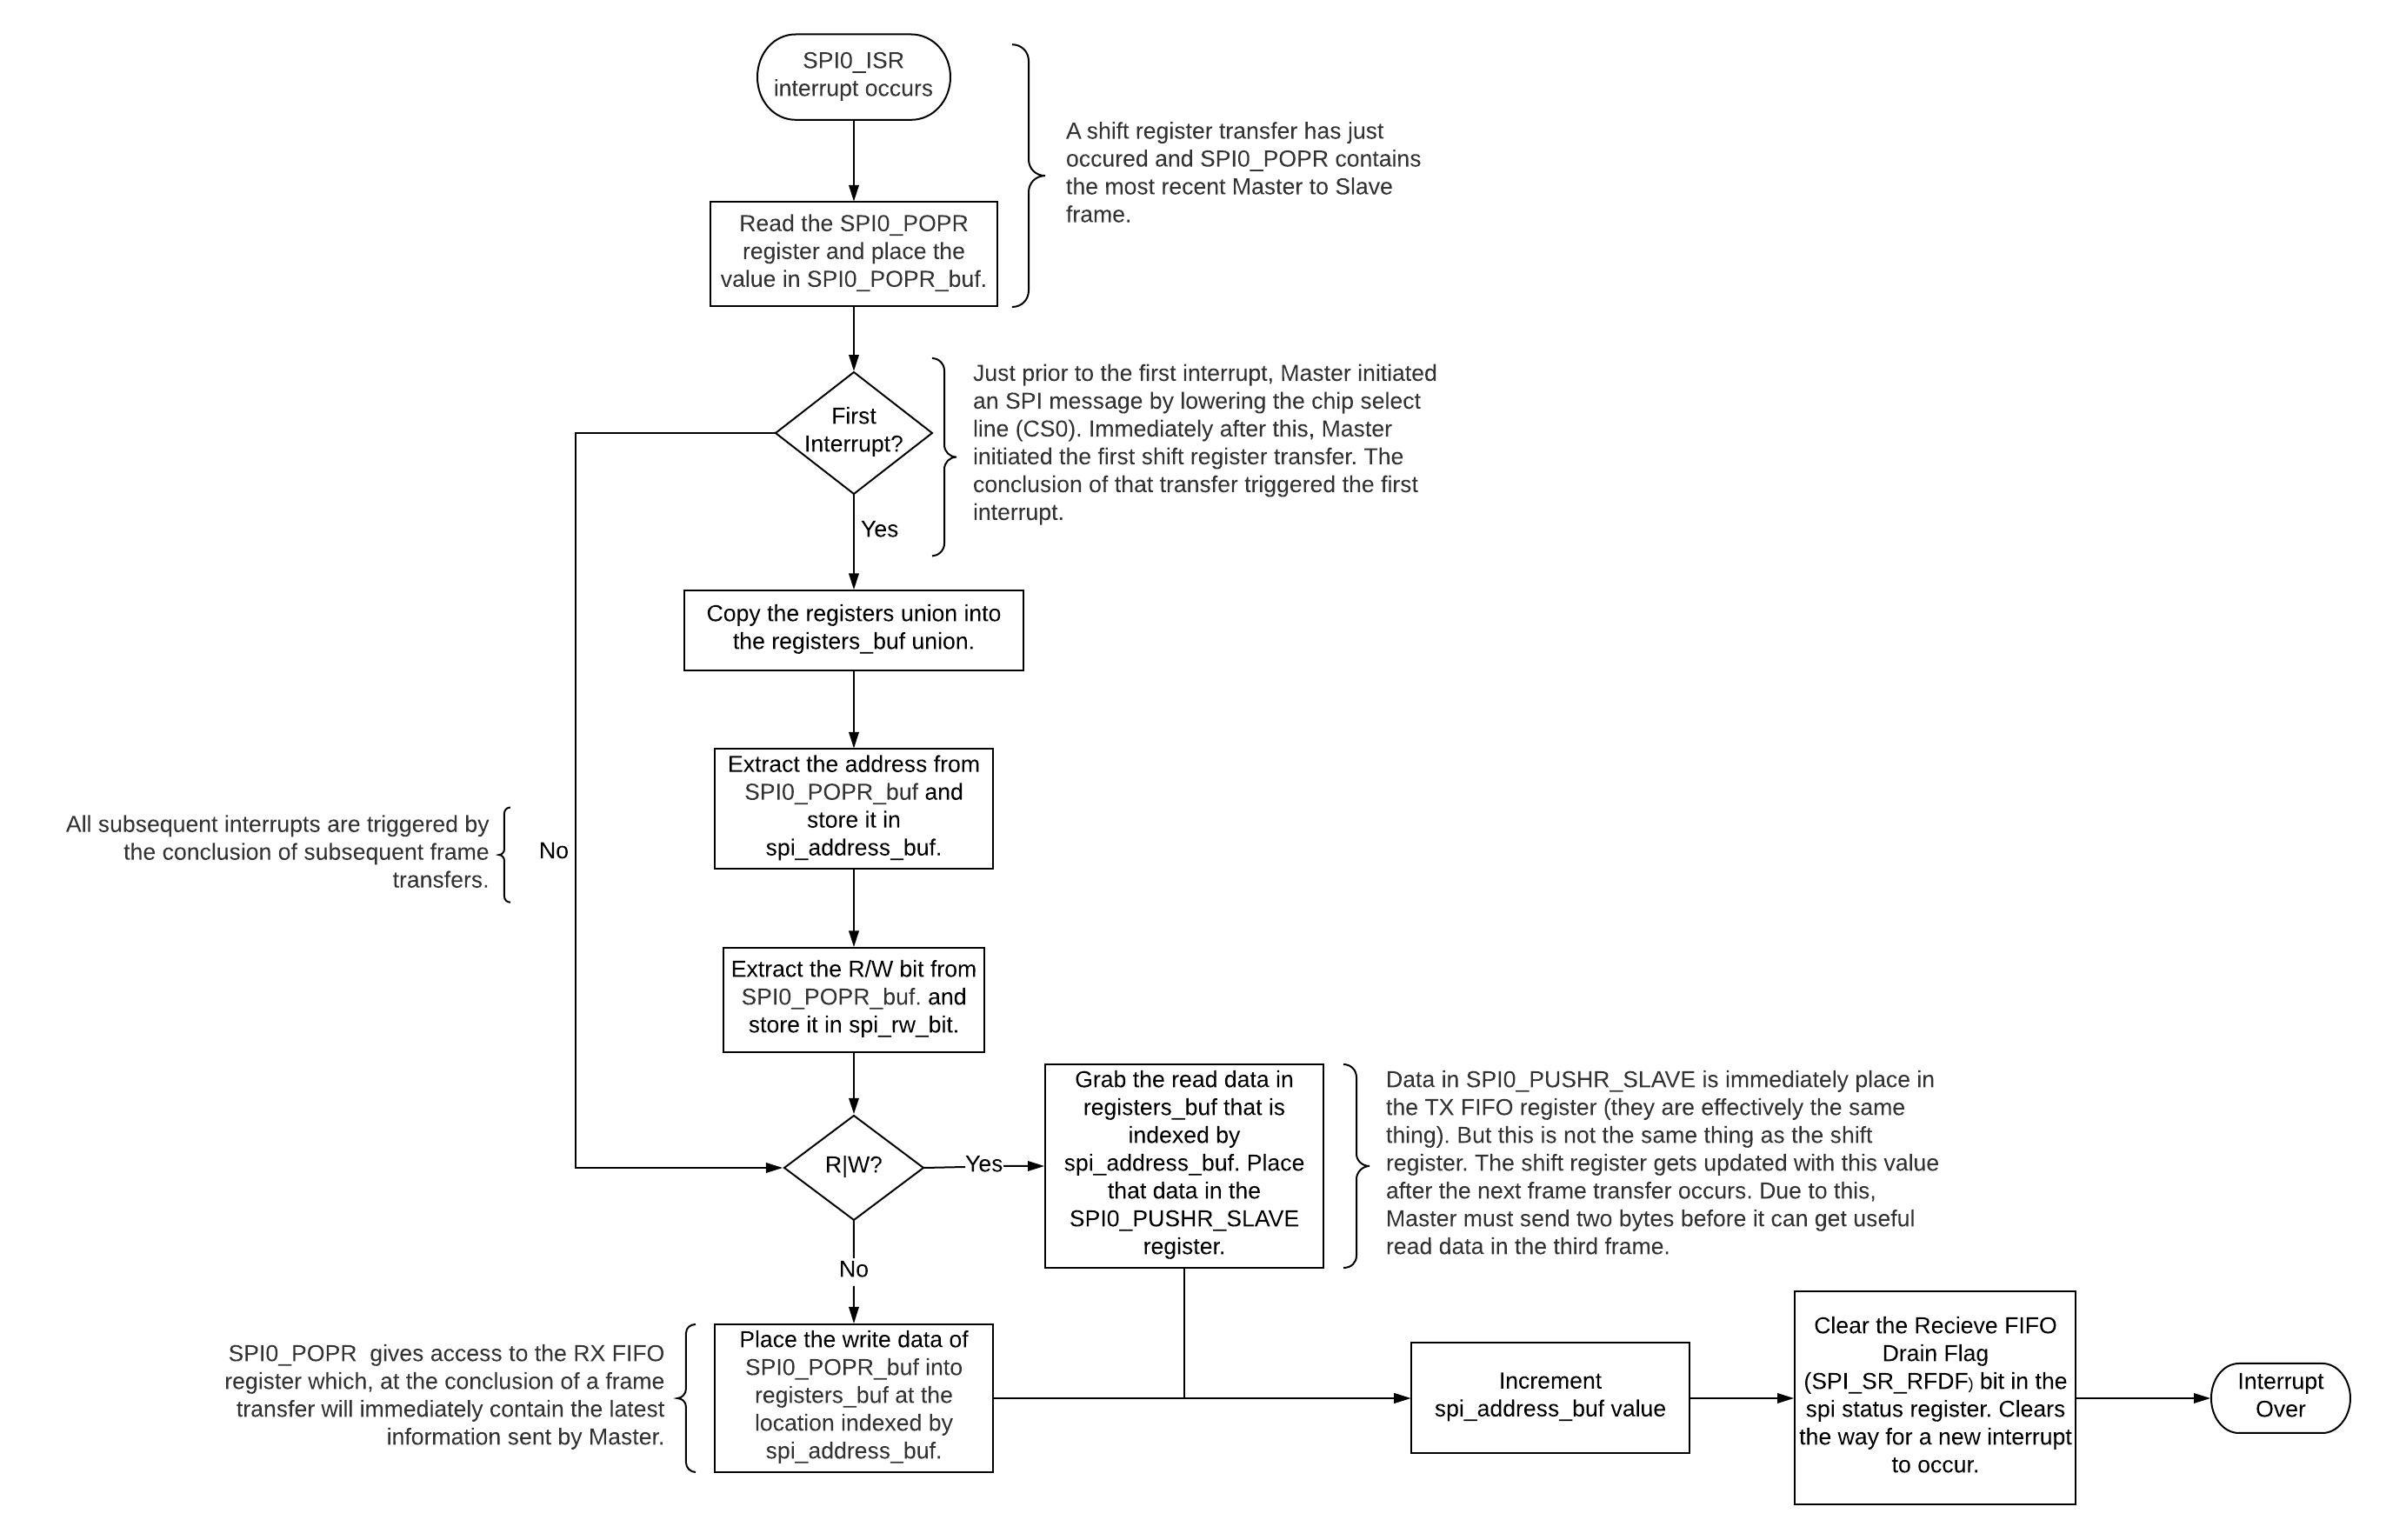 SPI0_ISR
interrupt occurs
A shift register transfer has just
occured and SPI0_POPR contains
the most recent Master to Slave
frame.
Read the SPI0_POPR
register and place the
value in SPI0_POPR_buf.
First
Interrupt?
Just prior to the first interrupt, Master initiated
an SPI message by lowering the chip select
line (CS0). Immediately after this, Master
initiated the first shift register transfer. The
conclusion of that transfer triggered the first
interrupt.
Yes
Copy the registers union into
the registers_buf union.
Extract the address from
SPI0_POPR_buf and
store it in
spi_address_buf.
All subsequent interrupts are triggered by
the conclusion of subsequent frame
transfers.
No
Extract the R/W bit from
SPI0_POPR_buf. and
store it in spi_rw_bit.
R|W?
Yes
Grab the read data in
registers_buf that is
indexed by
spi_address_buf. Place
that data in the
SPI0_PUSHR_SLAVE
register.
Data in SPI0_PUSHR_SLAVE is immediately place in
the TX FIFO register (they are effectively the same
thing). But this is not the same thing as the shift
register. The shift register gets updated with this value
after the next frame transfer occurs. Due to this,
Master must send two bytes before it can get useful
read data in the third frame.
No
SPI0_POPR  gives access to the RX FIFO
register which, at the conclusion of a frame
transfer will immediately contain the latest
information sent by Master.
Place the write data of
SPI0_POPR_buf into
registers_buf at the
location indexed by
spi_address_buf.
Increment
spi_address_buf value
Clear the Recieve FIFO
Drain Flag
(SPI_SR_RFDF) bit in the
spi status register. Clears
the way for a new interrupt
to occur.
Interrupt
Over